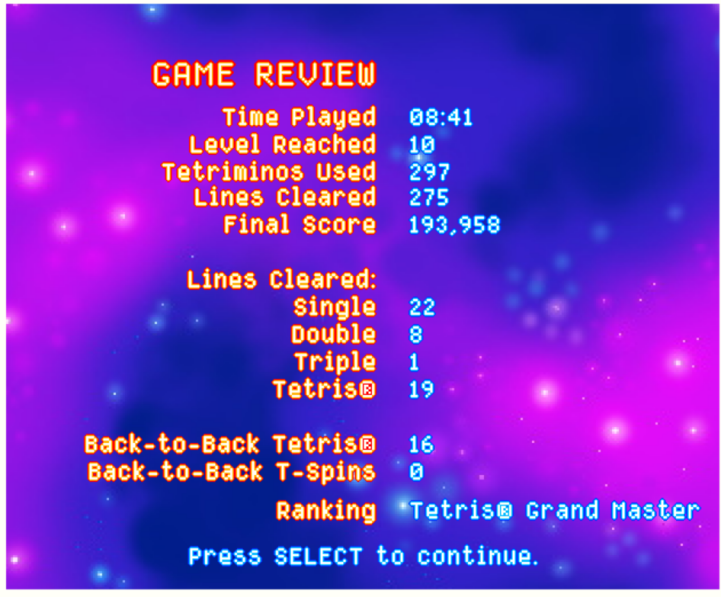 GAME REVIEW
Time Played 08:41
Level Reached 10
Tetriminos Used 297
Lines Cleared 275
Final Score 193,958
Lines Cleared:
Single 22
Double 8
Triple 1
Tetris® 19
Back-to-Back Tetris® 16
Back-to-Back T-Spins 0
Ranking Tetris® Grand Master
Press SELECT to continue.